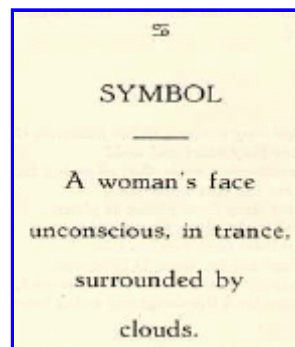 ♋
SYMBOL
A woman's face
unconscious, in trance,
surrounded by
clouds.